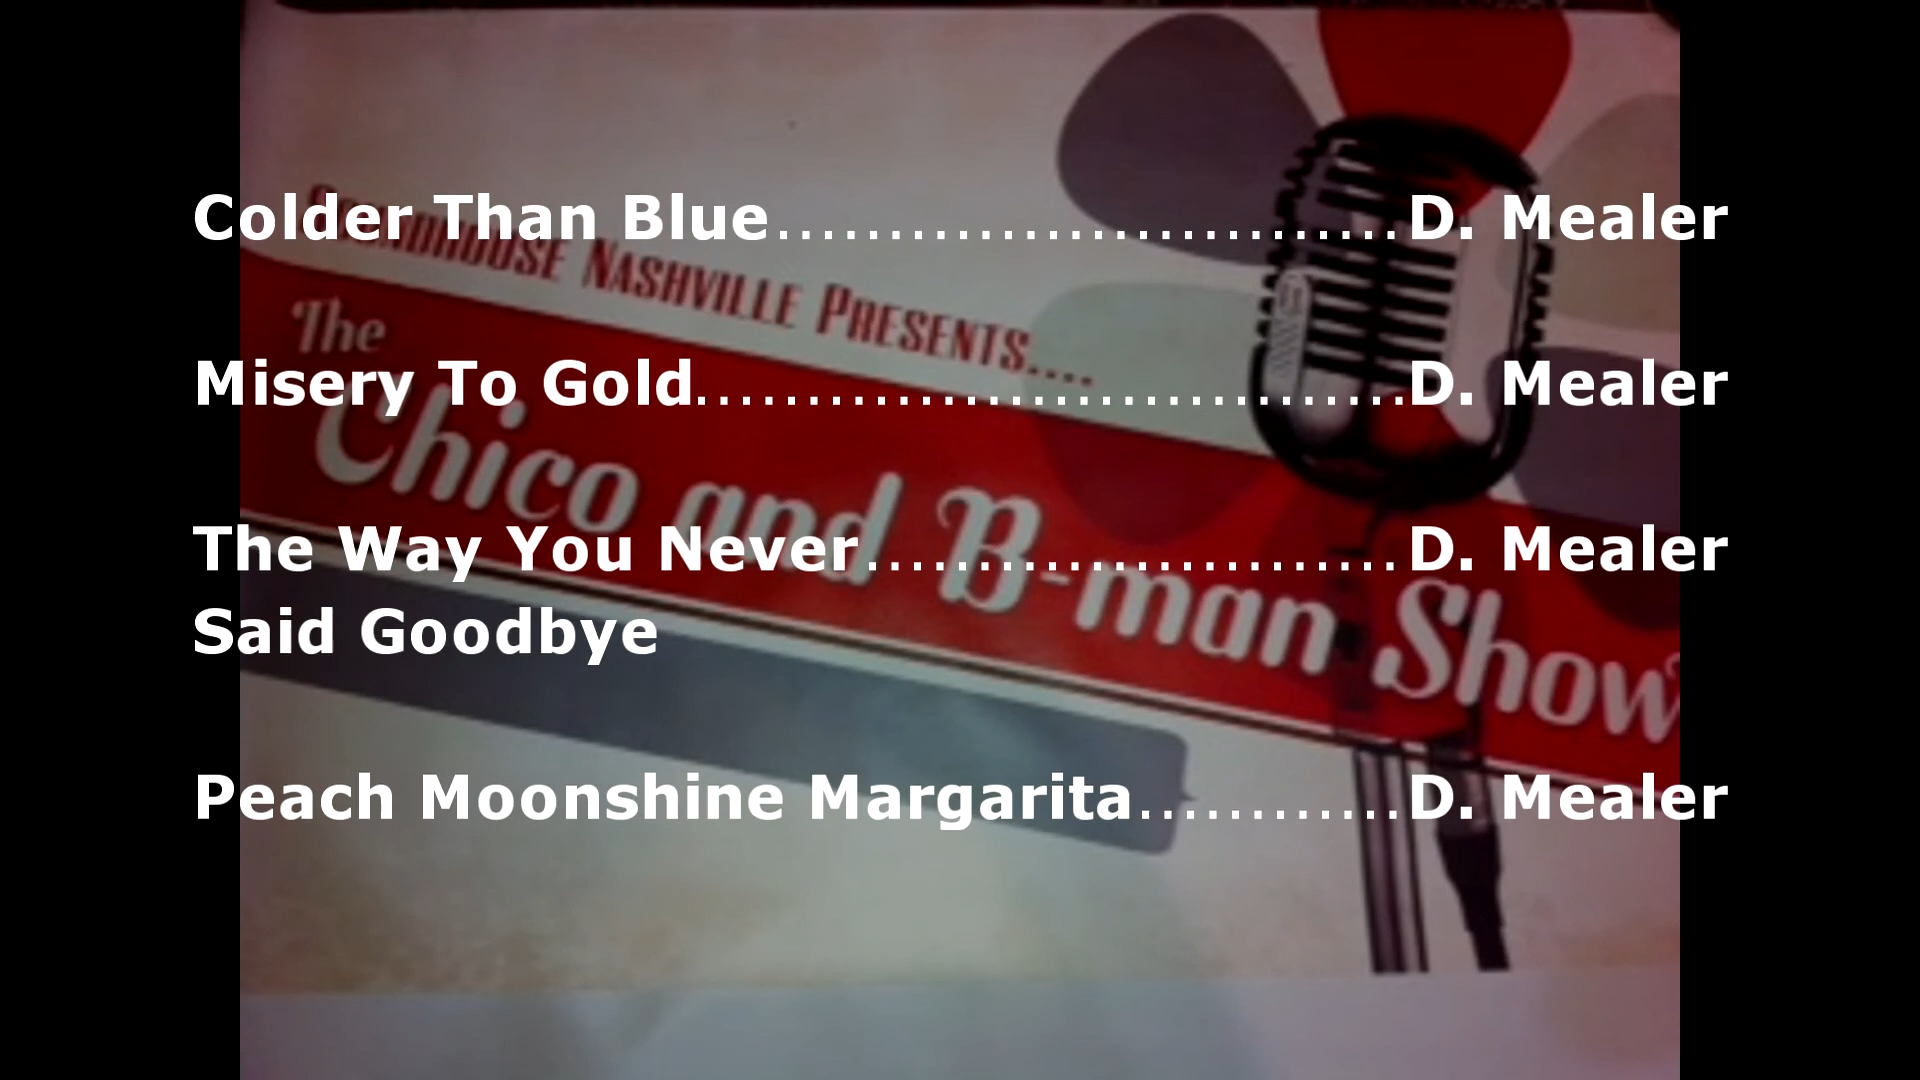 Colder Than Blue............................D. Mealer
NASHVILLE PRESENTS....
The
Misery To Gold................................D. Mealer
Chico and B-man Show
The Way You Never........................D. Mealer
Said Goodbye
Peach Moonshine Margarita............D. Mealer